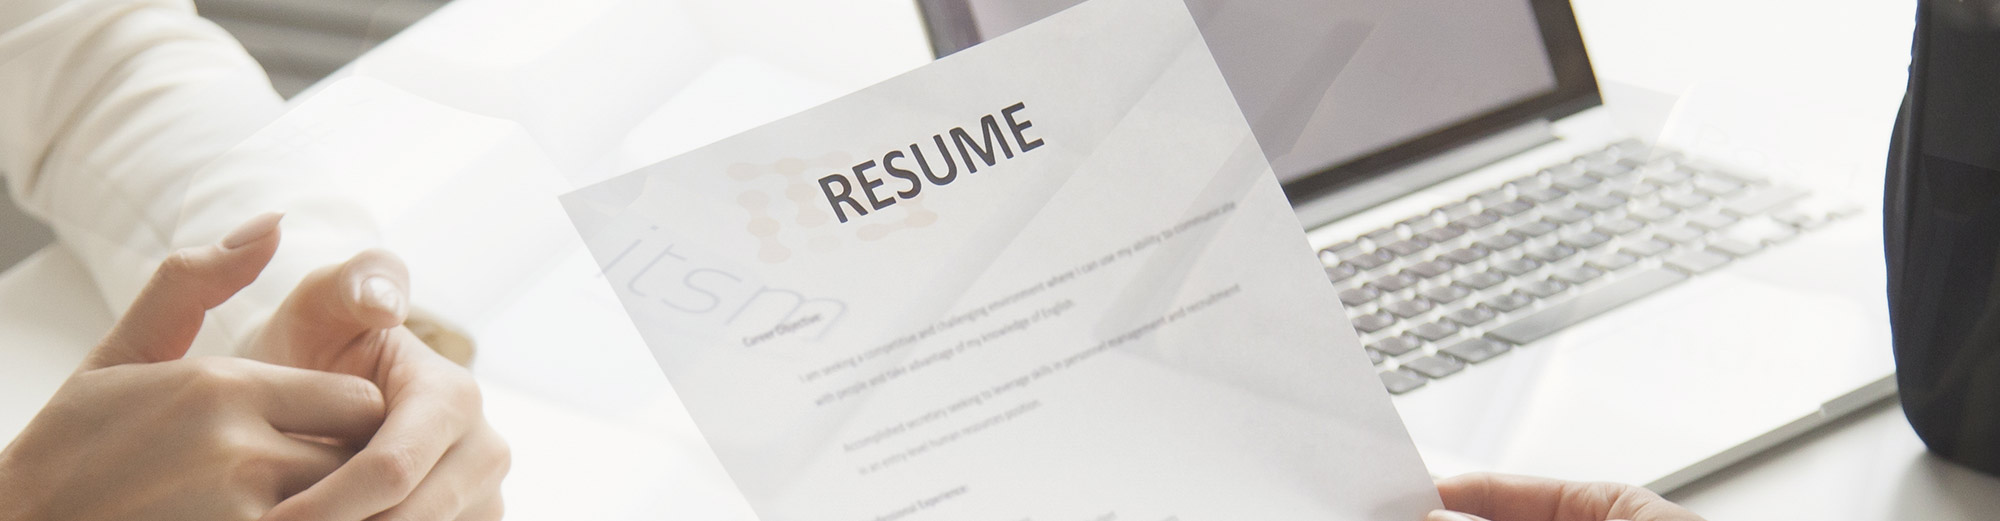 RESUME
itsm
Career Objective:
I am seeking a competitive and challenging environment where I can use my ability to communicate
with people and take advantage of my knowledge of English.
Accomplished secretary seeking to leverage skills in personnel management and recruitment
in an entry-level human resources position.
Experience: